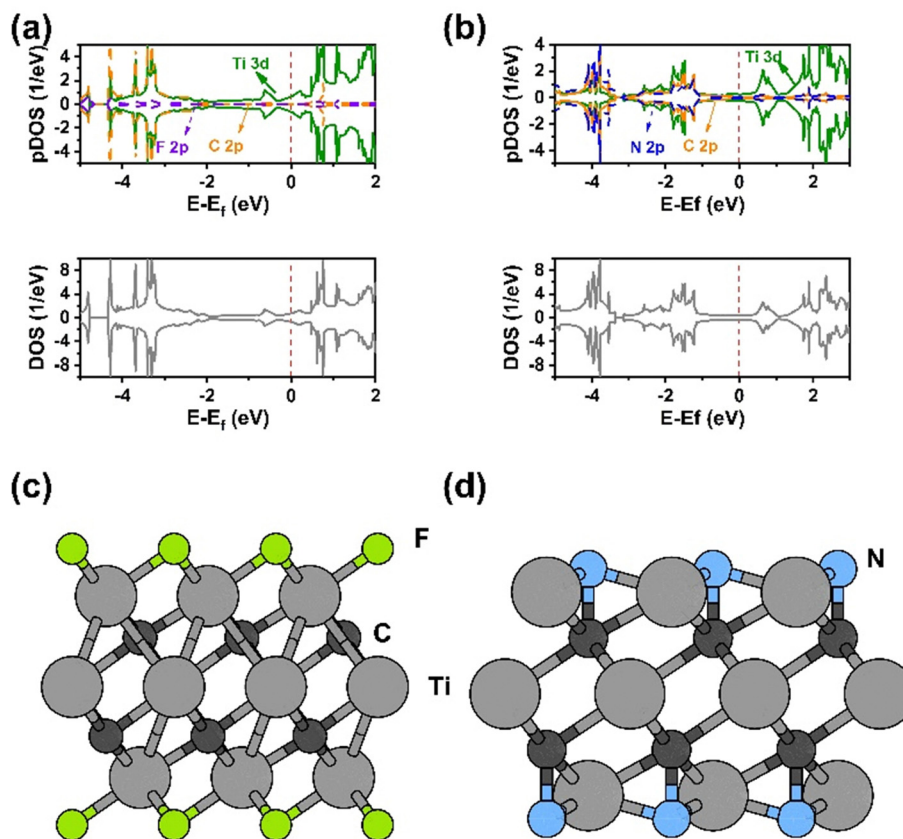 (a)
pDOS (1/eV)
4
2
0
-2
-4
Ti 3d
F 2p
C 2p
-4
-2
0
2
E-Ef (eV)
DOS (1/eV)
8
4
0
-4
-8
-4
-2
0
2
E-Ef (eV)
(b)
pDOS (1/eV)
4
2
0
-2
-4
Ti 3d
N 2p
C 2p
-4
-2
0
2
E-Ef (eV)
DOS (1/eV)
8
4
0
-4
-8
-4
-2
0
2
E-Ef (eV)
(c)
F
C
Ti
(d)
N